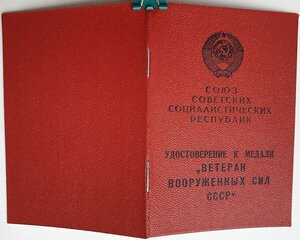 СОЮЗ
СОВЕТСКИХ
СОЦИАЛИСТИЧЕСКИХ
РЕСПУБЛИК
УДОСТОВЕРЕНИЕ К МЕДАЛИ
„ВЕТЕРАН
ВООРУЖЕННЫХ СИЛ
СССР“